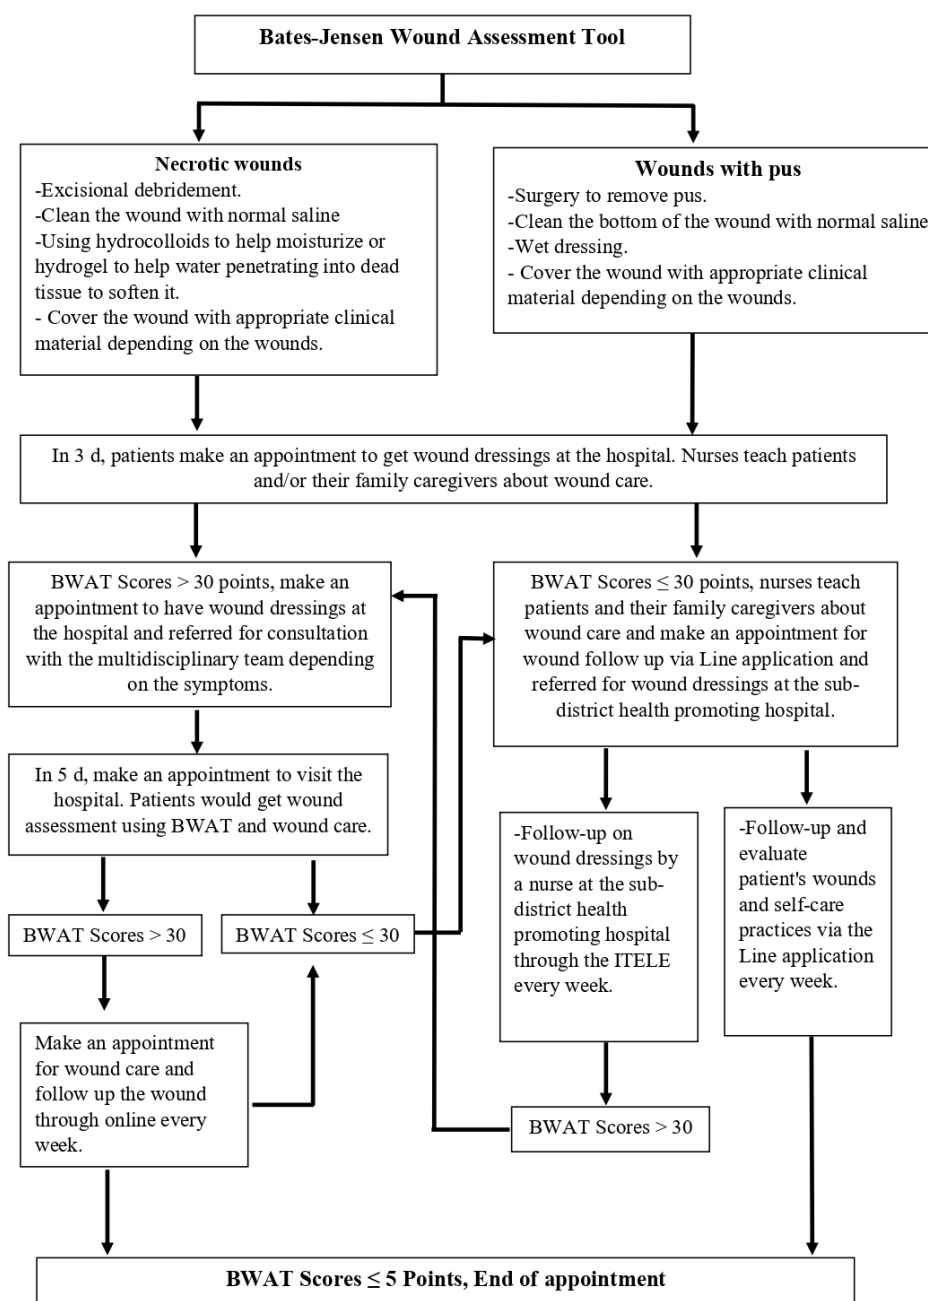 Bates-Jensen Wound Assessment Tool
Necrotic wounds
-Excisional debridement.
-Clean the wound with normal saline
-Using hydrocolloids to help moisturize or
hydrogel to help water penetrating into dead
tissue to soften it.
- Cover the wound with appropriate clinical
material depending on the wounds.
Wounds with pus
-Surgery to remove pus.
-Clean the bottom of the wound with normal saline
-Wet dressing.
- Cover the wound with appropriate clinical
material depending on the wounds.
In 3 d, patients make an appointment to get wound dressings at the hospital. Nurses teach patients
and/or their family caregivers about wound care.
BWAT Scores > 30 points, make an
appointment to have wound dressings at
the hospital and referred for consultation
with the multidisciplinary team depending
on the symptoms.
BWAT Scores ≤ 30 points, nurses teach
patients and their family caregivers about
wound care and make an appointment for
wound follow up via Line application and
referred for wound dressings at the sub-
district health promoting hospital.
In 5 d, make an appointment to visit the
hospital. Patients would get wound
assessment using BWAT and wound care.
-Follow-up on
wound dressings by
a nurse at the sub-
district health
promoting hospital
through the ITELE
every week.
-Follow-up and
evaluate
patient's wounds
and self-care
practices via the
Line application
every week.
BWAT Scores > 30
BWAT Scores ≤ 30
Make an appointment
for wound care and
follow up the wound
through online every
week.
BWAT Scores > 30
BWAT Scores ≤ 5 Points, End of appointment